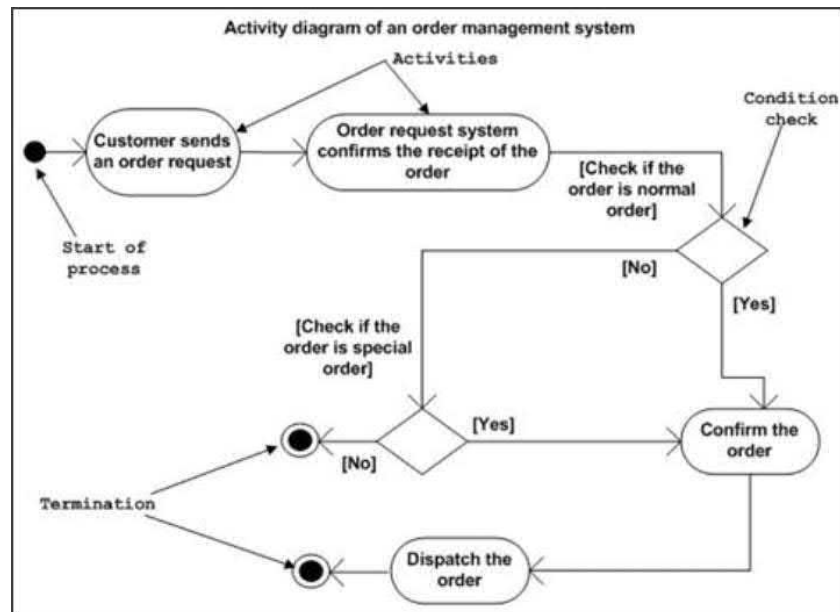 Activity diagram of an order management system
Activities
Condition
check
Customer sends
an order request
Order request system
confirms the receipt of the
order
[Check if the
order is normal
order]
Start of
process
[No]
[Yes]
[Check if the
order is special
order]
[Yes]
[No]
Confirm the
order
Termination
Dispatch the
order